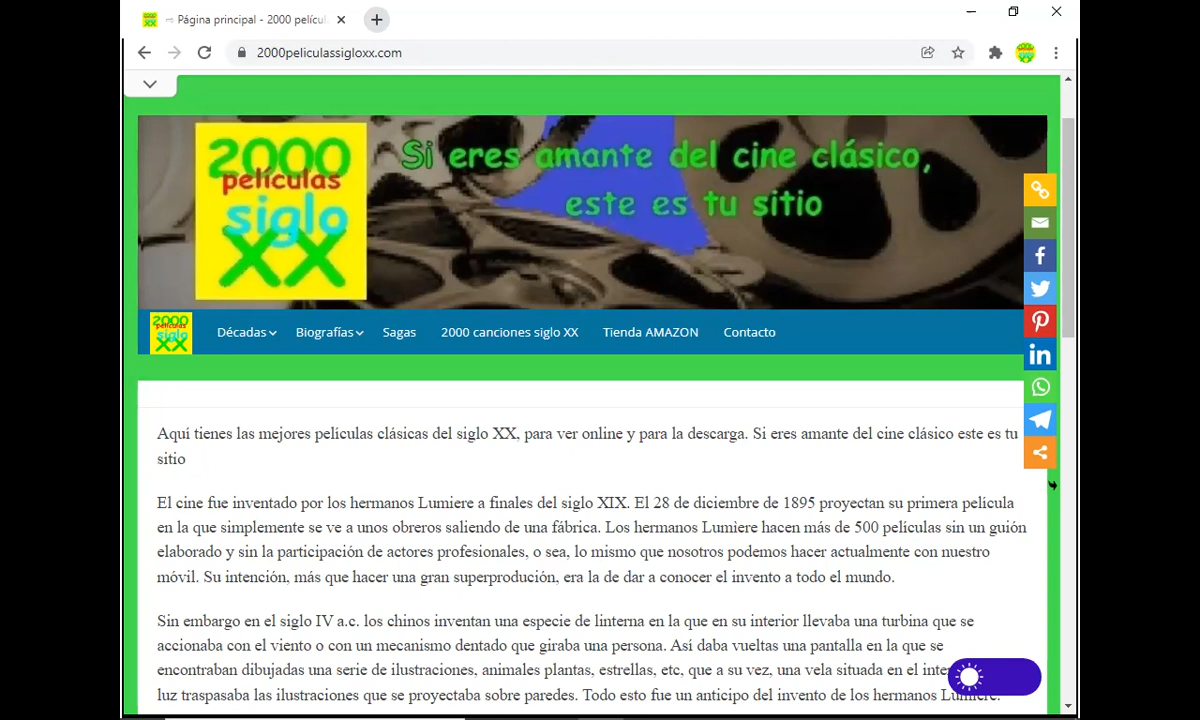 Página principal - 2000 pelícu
2000peliculassigloxx.com
2000
películas
siglo
XX
Si eres amante del cine clásico,
este es tu sitio
2000
películas
siglo
XX
Décadas Biografías Sagas 2000 canciones siglo XX Tienda AMAZON Contacto
Aquí tienes las mejores películas clásicas del siglo XX, para ver online y para la descarga. Si eres amante del cine clásico este es tu
sitio
El cine fue inventado por los hermanos Lumiere a finales del siglo XIX. El 28 de diciembre de 1895 proyectan su primera película
en la que simplemente se ve a unos obreros saliendo de una fábrica. Los hermanos Lumiere hacen más de 500 películas sin un guión
elaborado y sin la participación de actores profesionales, o sea, lo mismo que nosotros podemos hacer actualmente con nuestro
móvil. Su intención, más que hacer una gran superprodución, era la de dar a conocer el invento a todo el mundo.
Sin embargo en el siglo IV a.c. los chinos inventan una especie de linterna en la que en su interior llevaba una turbina que se
accionaba con el viento o con un mecanismo dentado que giraba una persona. Así daba vueltas una pantalla en la que se
encontraban dibujadas una serie de ilustraciones, animales plantas, estrellas, etc, que a su vez, una vela situada en el inte
luz traspasaba las ilustraciones que se proyectaba sobre paredes. Todo esto fue un anticipo del invento de los hermanos Lumiere.